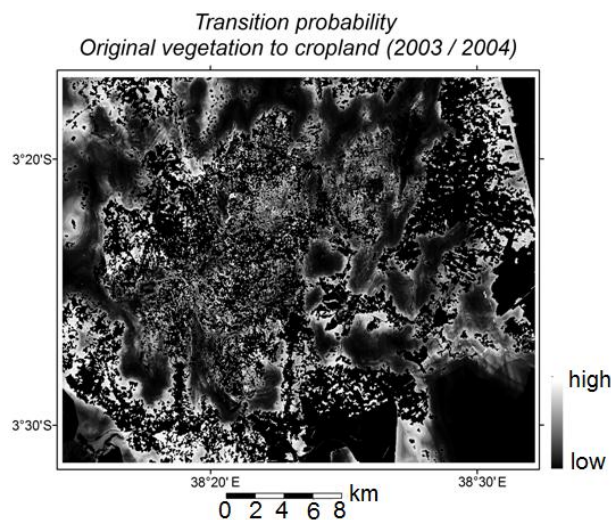 Transition probability
Original vegetation to cropland (2003 / 2004)
3°20'S
3°30'S
high
low
38°20' E
38°30' E
km
0 2 4 6 8